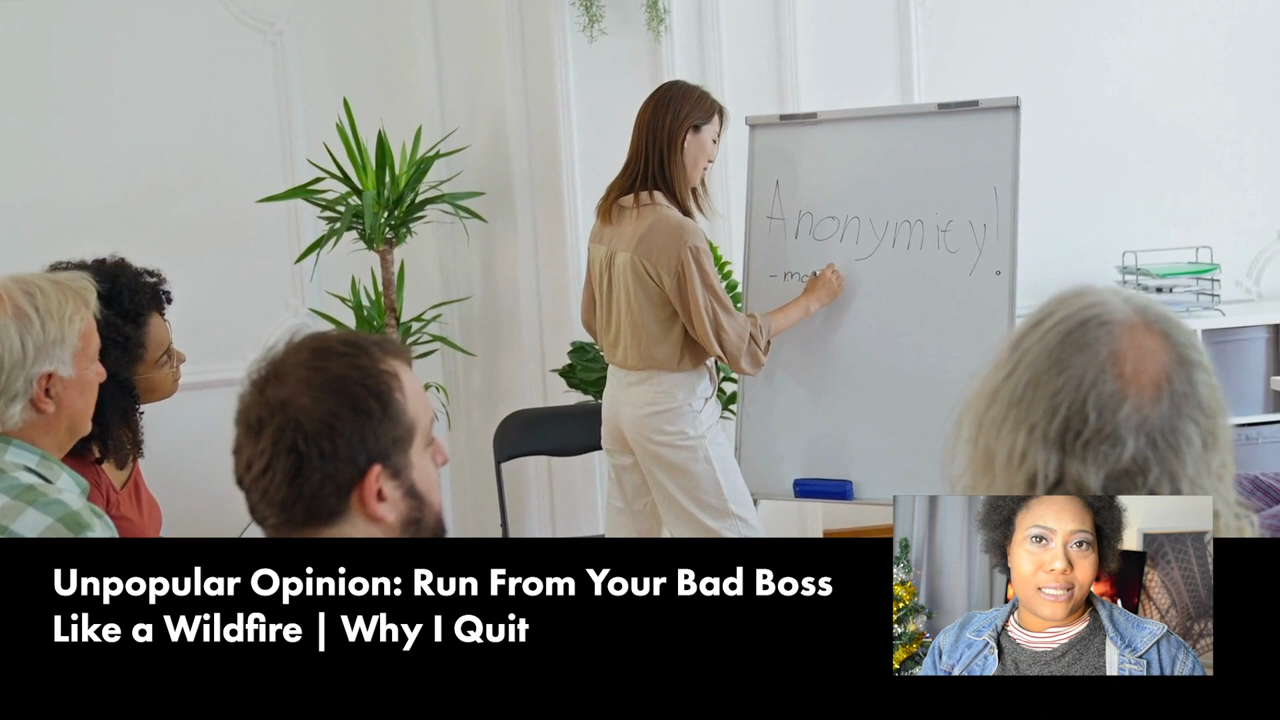 Anonymity!
Unpopular Opinion: Run From Your Bad Boss
Like a Wildfire | Why I Quit